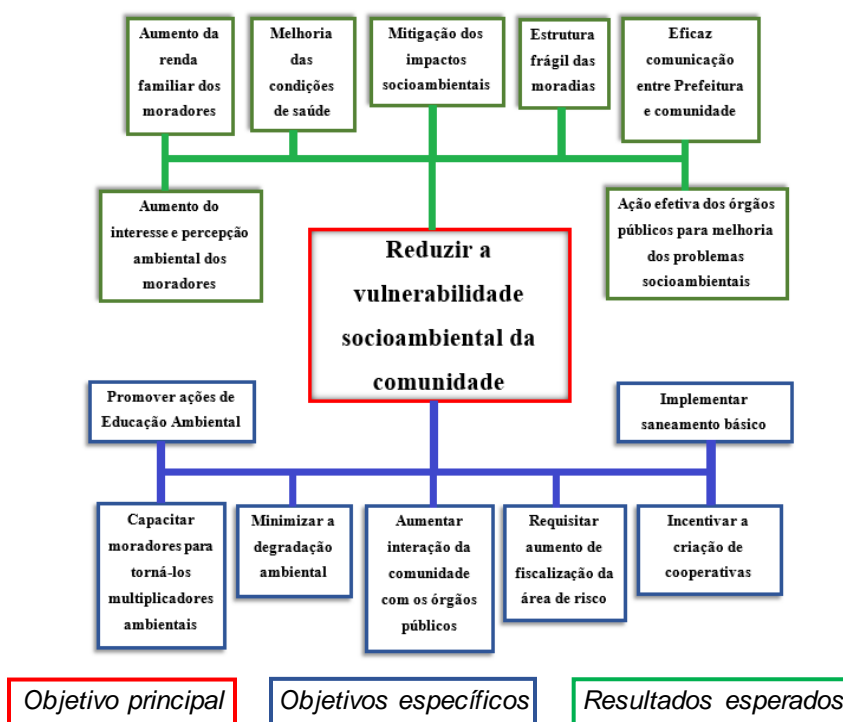 Aumento da
renda
familiar dos
moradores
Melhoria
das
condições
de saúde
Mitigação dos
impactos
socioambientais
Estrutura
frágil das
moradias
Eficaz
comunicação
entre Prefeitura
e comunidade
Aumento do
interesse e percepção
ambiental dos
moradores
Ação efetiva dos órgãos
públicos para melhoria
dos problemas
socioambientais
Reduzir a
vulnerabilidade
socioambiental da
comunidade
Promover ações de
Educação Ambiental
Implementar
saneamento básico
Capacitar
moradores para
torná-los
multiplicadores
ambientais
Minimizar a
degradação
ambiental
Aumentar
interação da
comunidade
com os órgãos
públicos
Requisitar
aumento de
fiscalização da
área de risco
Incentivar a
criação de
cooperativas
Objetivo principal
Objetivos específicos
Resultados esperados